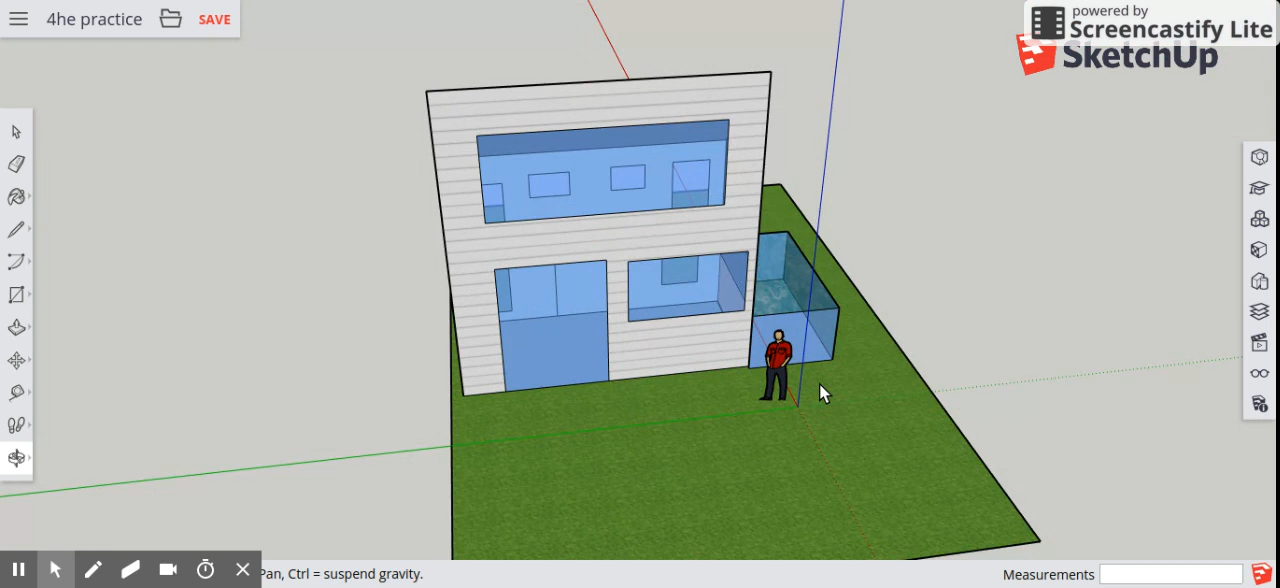 4he practice
SAVE
powered by
Screencastify Lite
SketchUp
Pan, Ctrl = suspend gravity.
Measurements